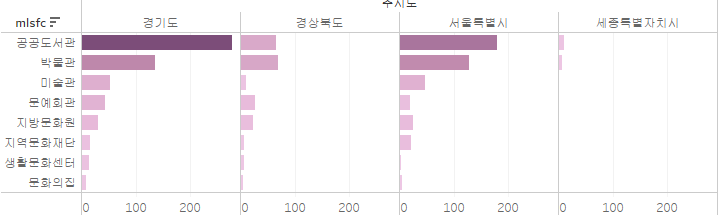 mlsfc 경기도 경상북도 서울특별시 세종특별자치시
공공도서관
박물관
미술관
문예회관
지방문화원
지역문화재단
생활문화센터
문화의집
0 100 200 0 100 200 0 100 200 0 100 200